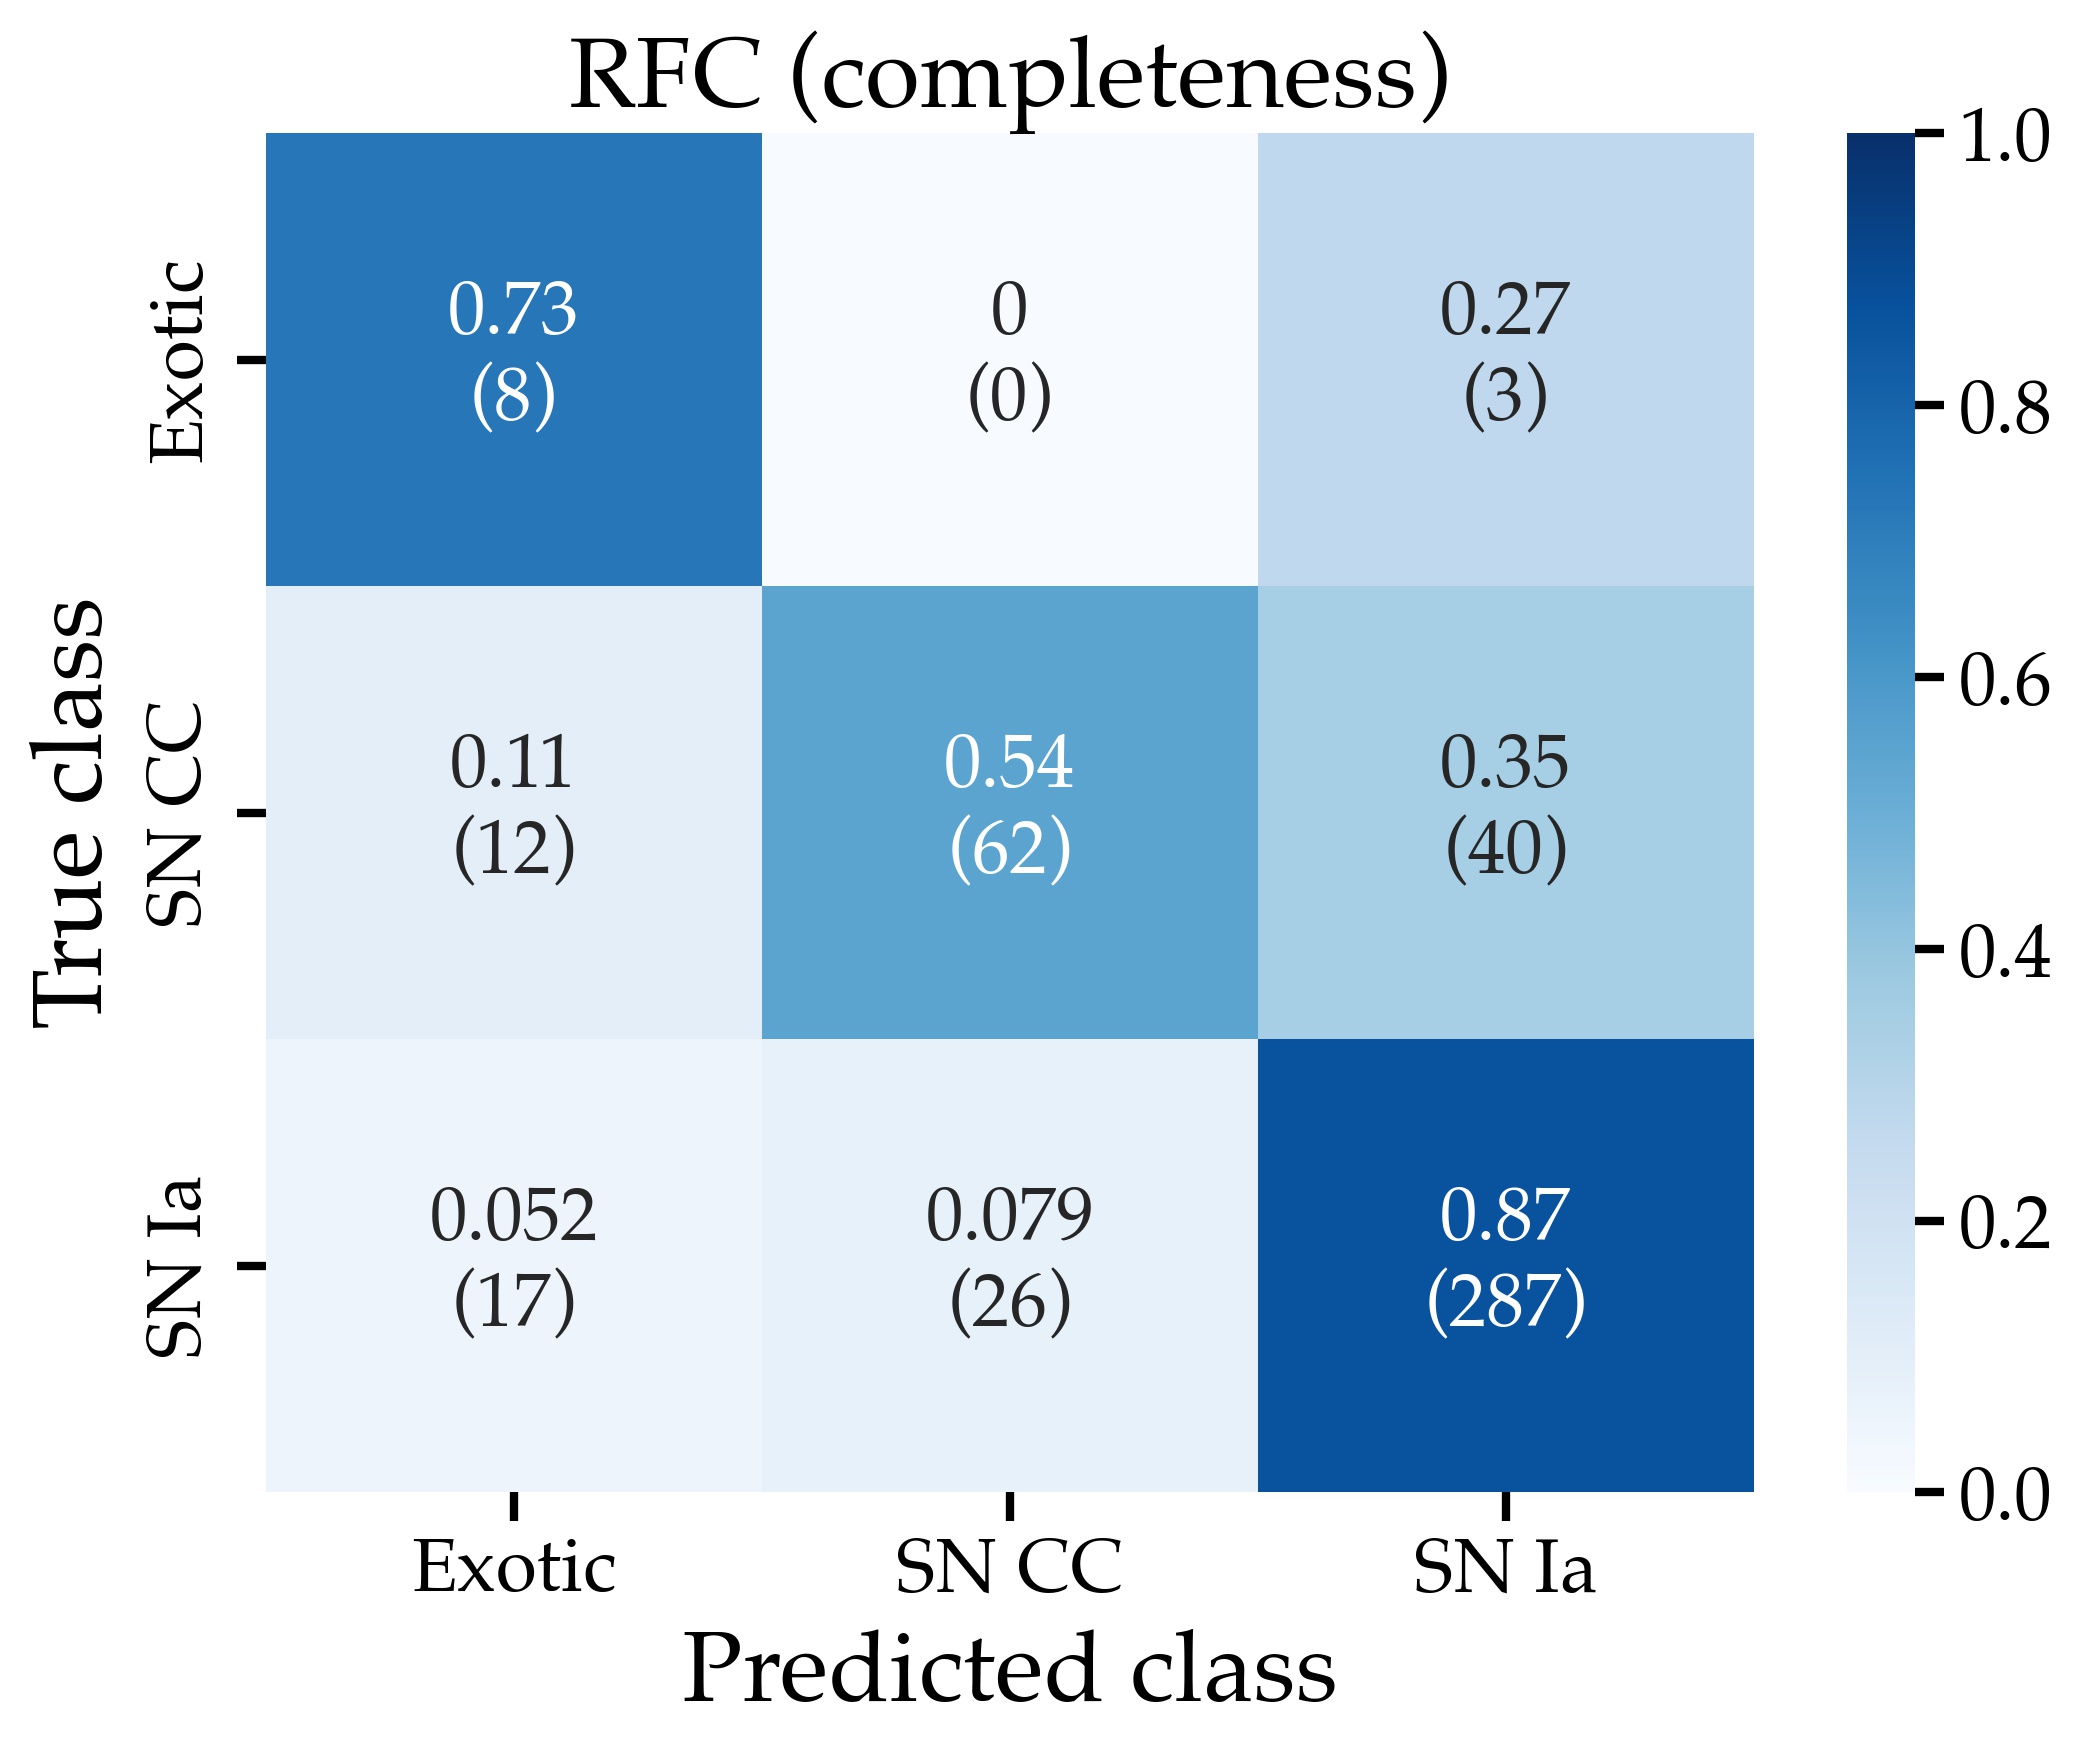 RFC (completeness)
True class
Exotic
0.73
(8)
0
(0)
0.27
(3)
SN CC
0.11
(12)
0.54
(62)
0.35
(40)
SN Ia
0.052
(17)
0.079
(26)
0.87
(287)
Exotic
SN CC
SN Ia
Predicted class
1.0
0.8
0.6
0.4
0.2
0.0